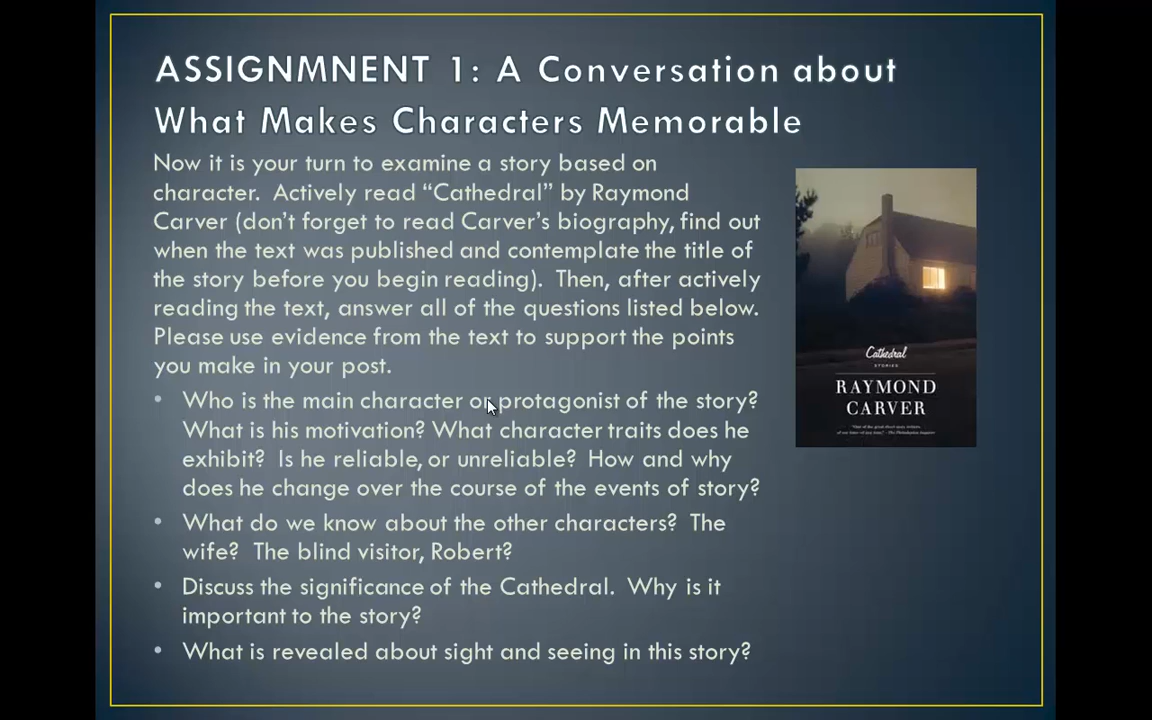 ASSIGNMNENT 1: A Conversation about
What Makes Characters Memorable
Now it is your turn to examine a story based on
character.  Actively read “Cathedral” by Raymond
Carver (don’t forget to read Carver’s biography, find out
when the text was published and contemplate the title of
the story before you begin reading).  Then, after actively
reading the text, answer all of the questions listed below.
Please use evidence from the text to support the points
you make in your post.
• Who is the main character or protagonist of the story?
What is his motivation? What character traits does he
exhibit?  Is he reliable, or unreliable?  How and why
does he change over the course of the events of story?
• What do we know about the other characters?  The
wife?  The blind visitor, Robert?
• Discuss the significance of the Cathedral.  Why is it
important to the story?
• What is revealed about sight and seeing in this story?
Cathedral
STORIES
RAYMOND
CARVER